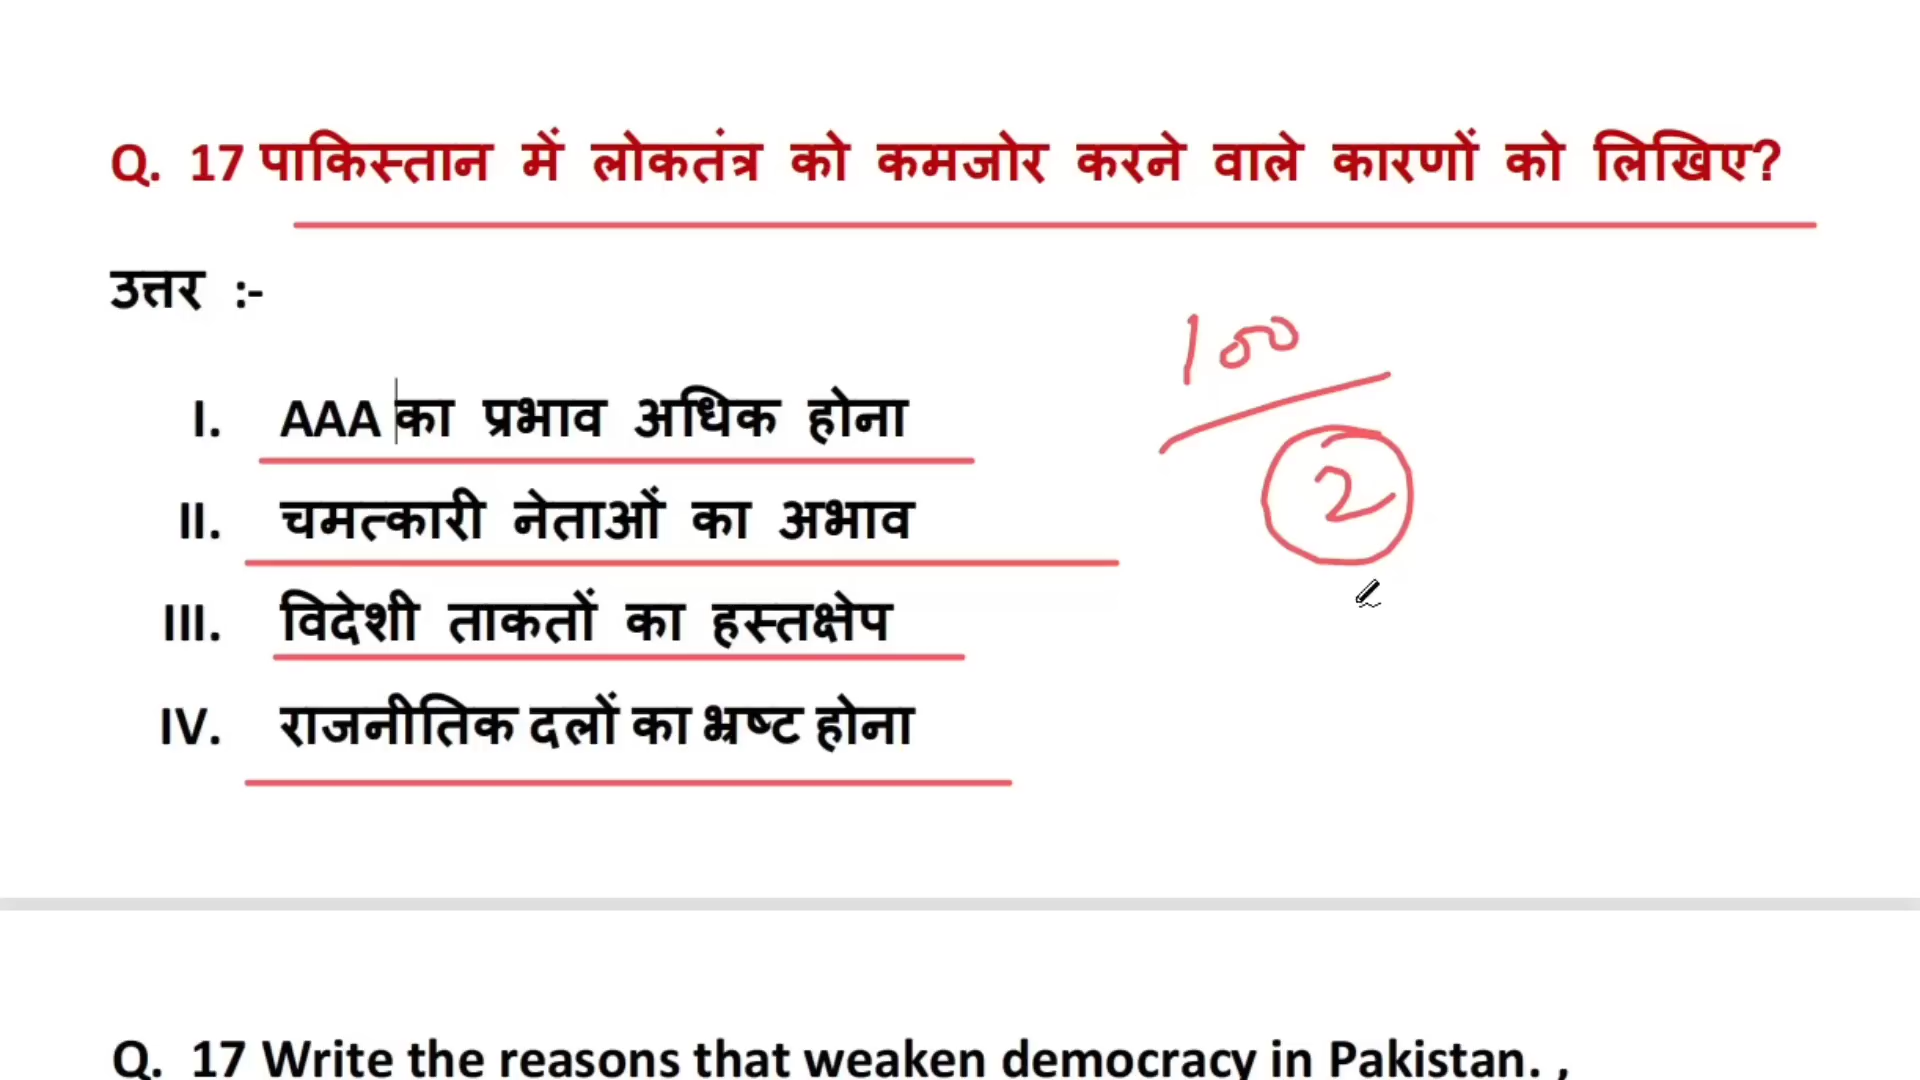 Q. 17 पाकिस्तान में लोकतंत्र को कमजोर करने वाले कारणों को लिखिए?
उत्तर :-
I. AAA का प्रभाव अधिक होना
II. चमत्कारी नेताओं का अभाव
III. विदेशी ताकतों का हस्तक्षेप
IV. राजनीतिक दलों का भ्रष्ट होना
100
2
Q. 17 Write the reasons that weaken democracy in Pakistan. ,